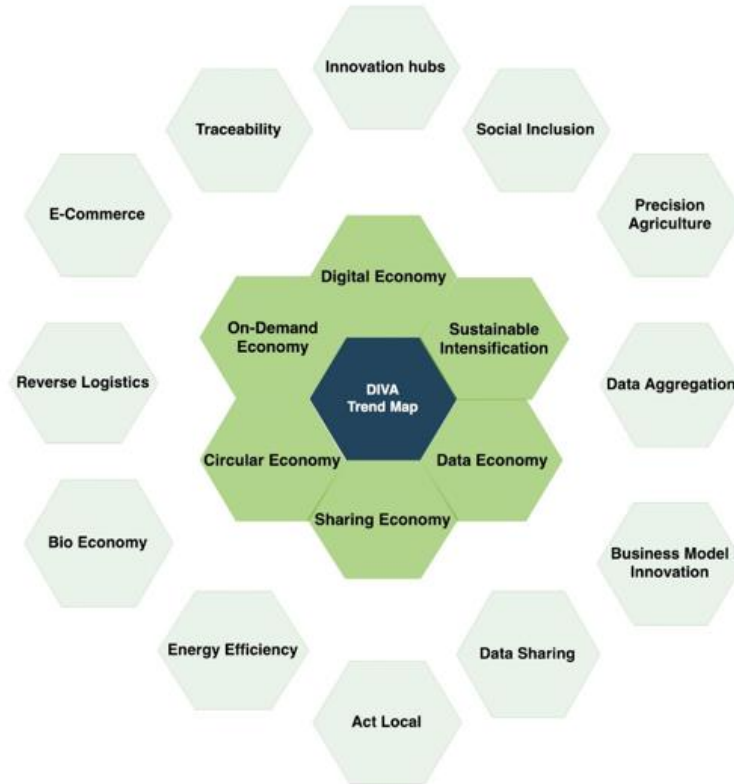 Innovation hubs
Traceability
Social Inclusion
E-Commerce
Precision
Agriculture
Digital Economy
On-Demand
Economy
Sustainable
Intensification
Reverse Logistics
DIVA
Trend Map
Data Aggregation
Circular Economy
Data Economy
Sharing Economy
Bio Economy
Business Model
Innovation
Energy Efficiency
Data Sharing
Act Local